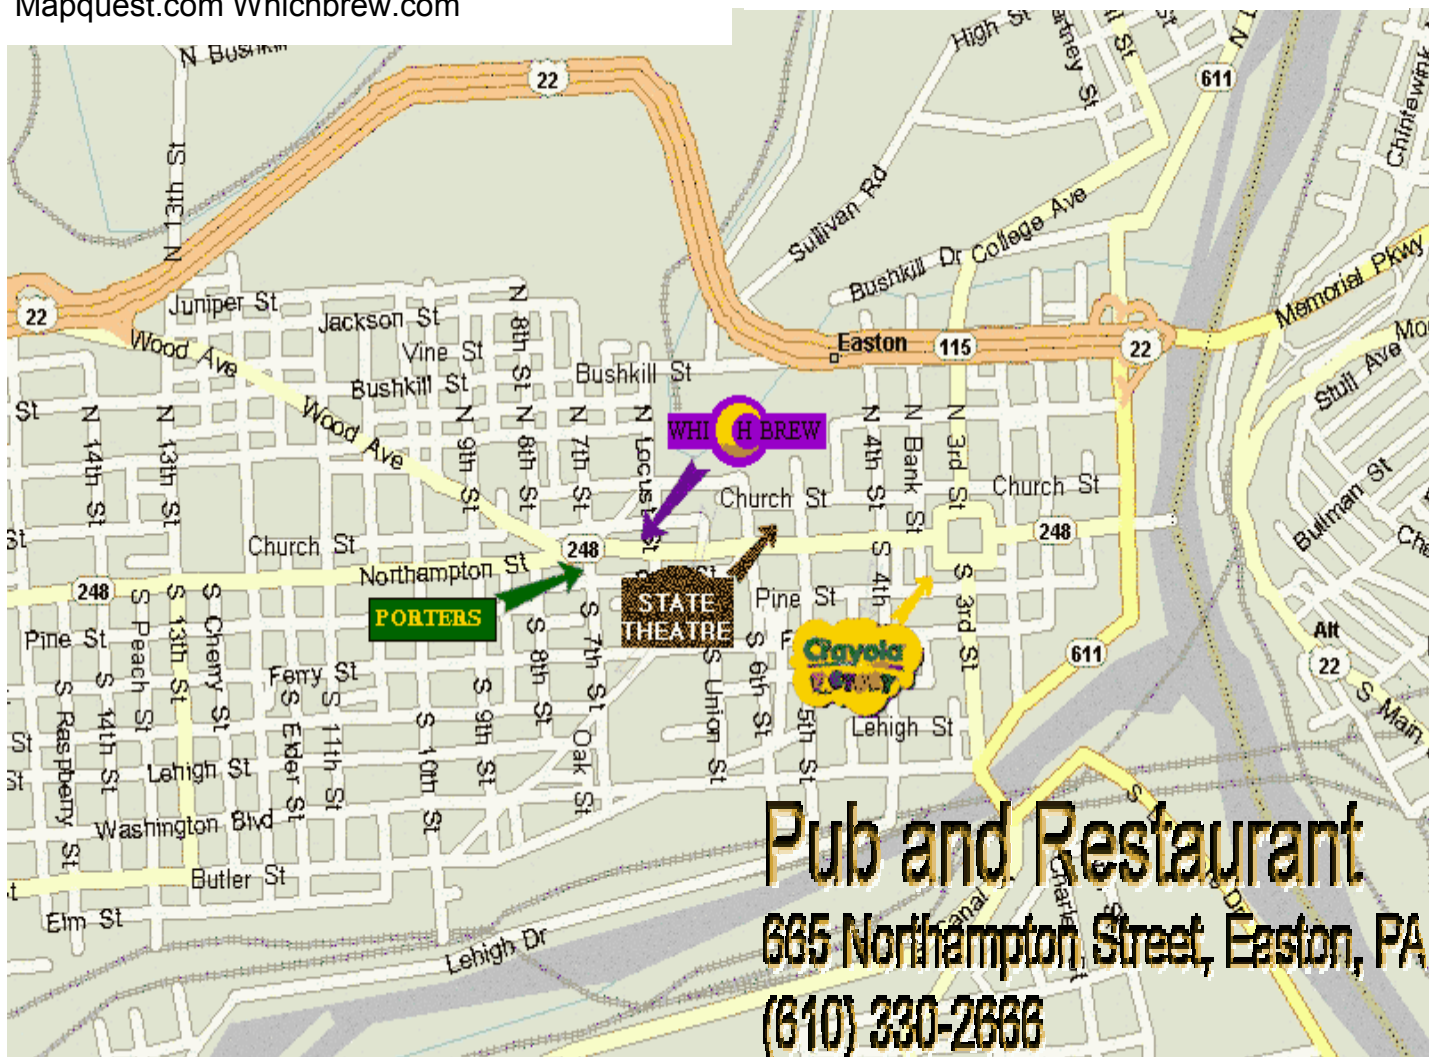 Mapquest.com Whichbrew.com
N Bushkill
High St
611
22
N 13th St
Sullivan Rd
Bushkill Dr
College Ave
Memorial Pkwy
22
Juniper St
Jackson St
N 8th St
Vine St
Bushkill St
Bushkill St
Easton
115
22
Wood Ave
Wood Ave
Stull Ave
St
N 14th St
N 13th St
N 9th St
N 8th St
N 7th St
N Locust St
WHICH BREW
N 4th St
N Bank St
N 3rd St
Church St
Church St
Bullman St
St
Church St
248
248
Northampton St
248
PORTERS
STATE
THEATRE
Pine St
S 4th
S 3rd St
Crayola
Pine St
S Peach St
S 13th St
S Cherry St
S 8th St
S 7th St
S Union St
S 6th St
5th St
611
Alt
22
S Main
Ferry St
S Raspberry St
S 14th St
S Elder St
S 11th St
S 10th St
S 9th St
Oak St
Lehigh St
St
St
Lehigh St
Washington Blvd
Butler St
Elm St
Lehigh Dr
Pub and Restaurant
665 Northampton Street, Easton, PA
(610) 330-2666